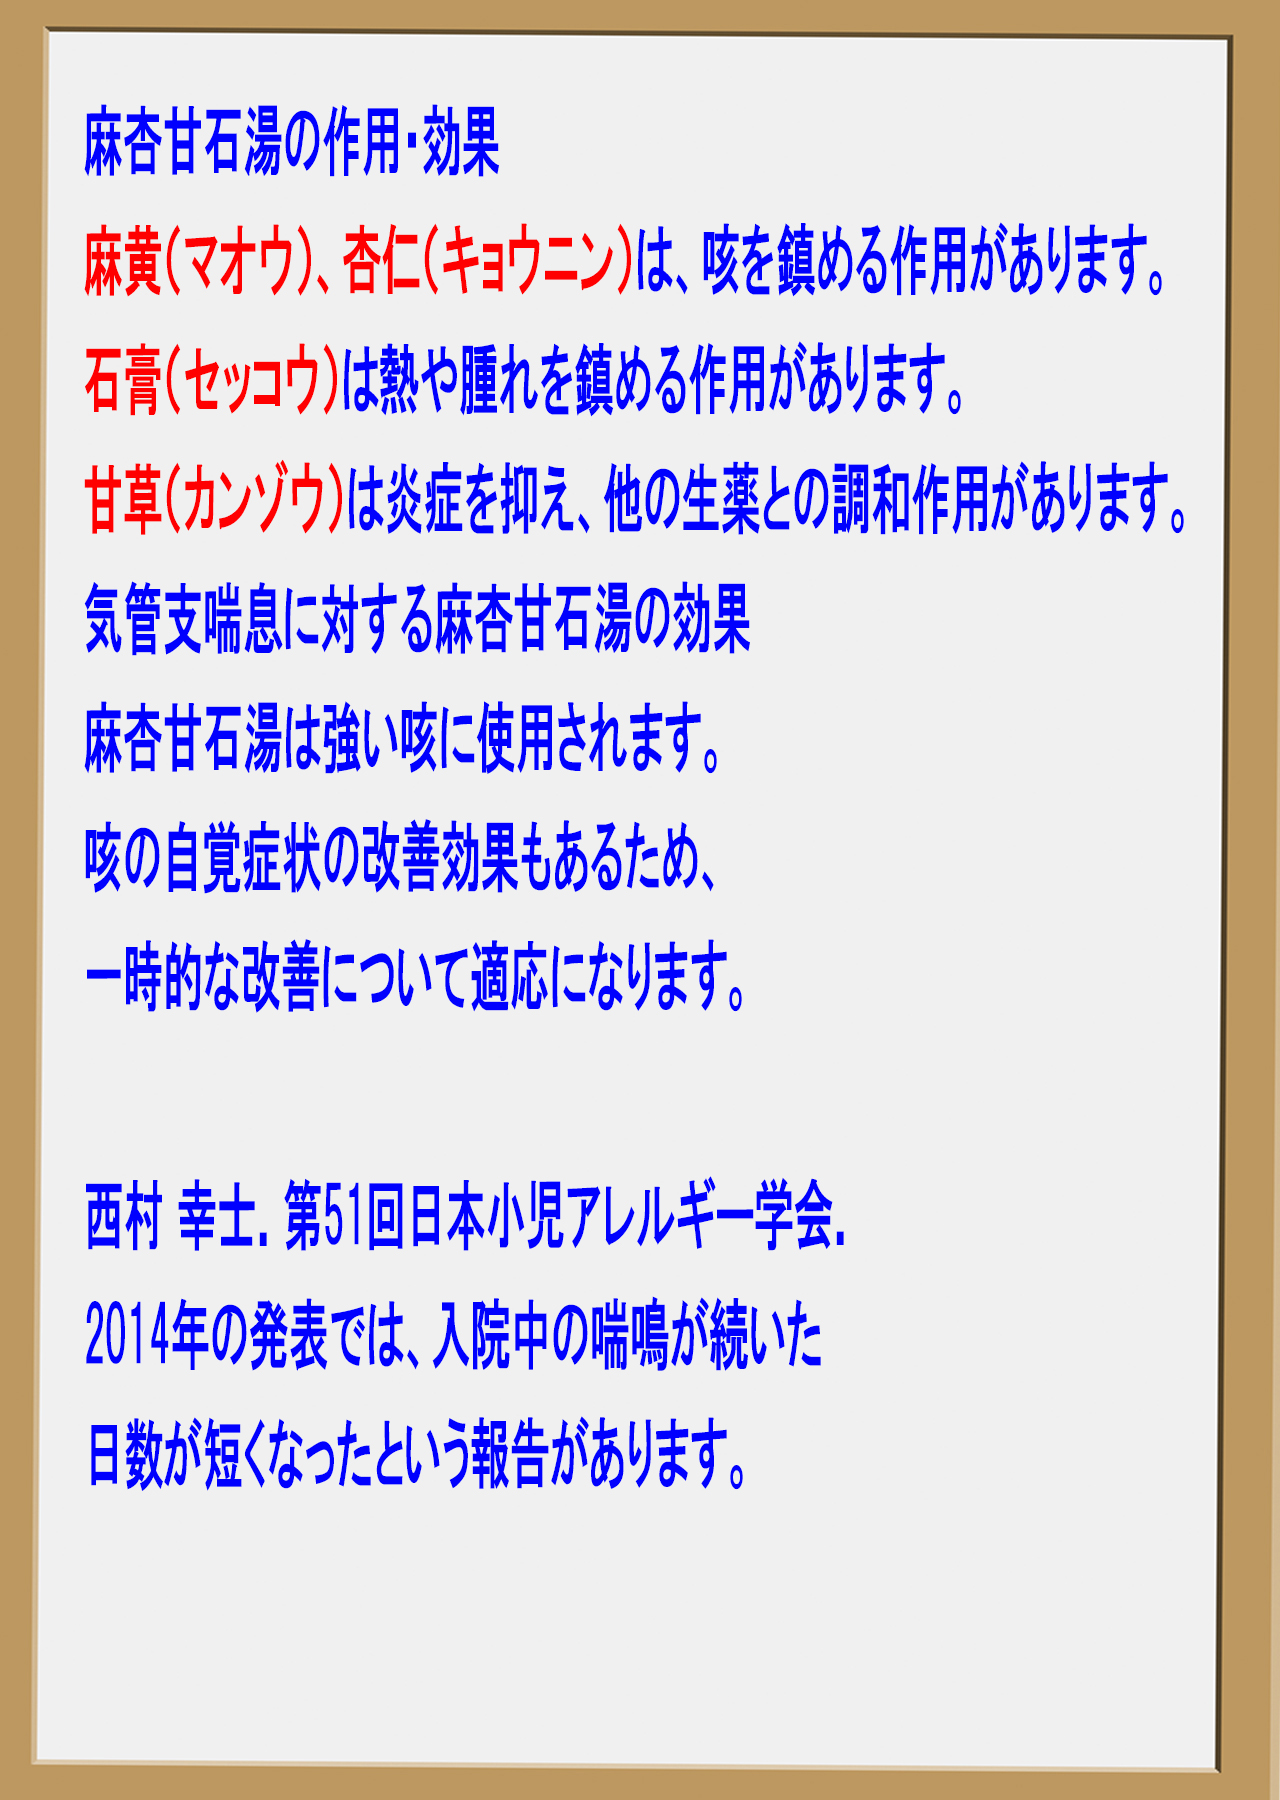 麻杏甘石湯の作用・効果
麻黄(マオウ)、杏仁(キョウニン)は、咳を鎮める作用があります。
石膏(セッコウ)は熱や腫れを鎮める作用があります。
甘草(カンゾウ)は炎症を抑え、他の生薬との調和作用があります。
気管支喘息に対する麻杏甘石湯の効果
麻杏甘石湯は強い咳に使用されます。
咳の自覚症状の改善効果もあるため、
一時的な改善について適応になります。
西村 幸士. 第51回日本小児アレルギー学会.
2014年の発表では、入院中の喘鳴が続いた
日数が短くなったという報告があります。